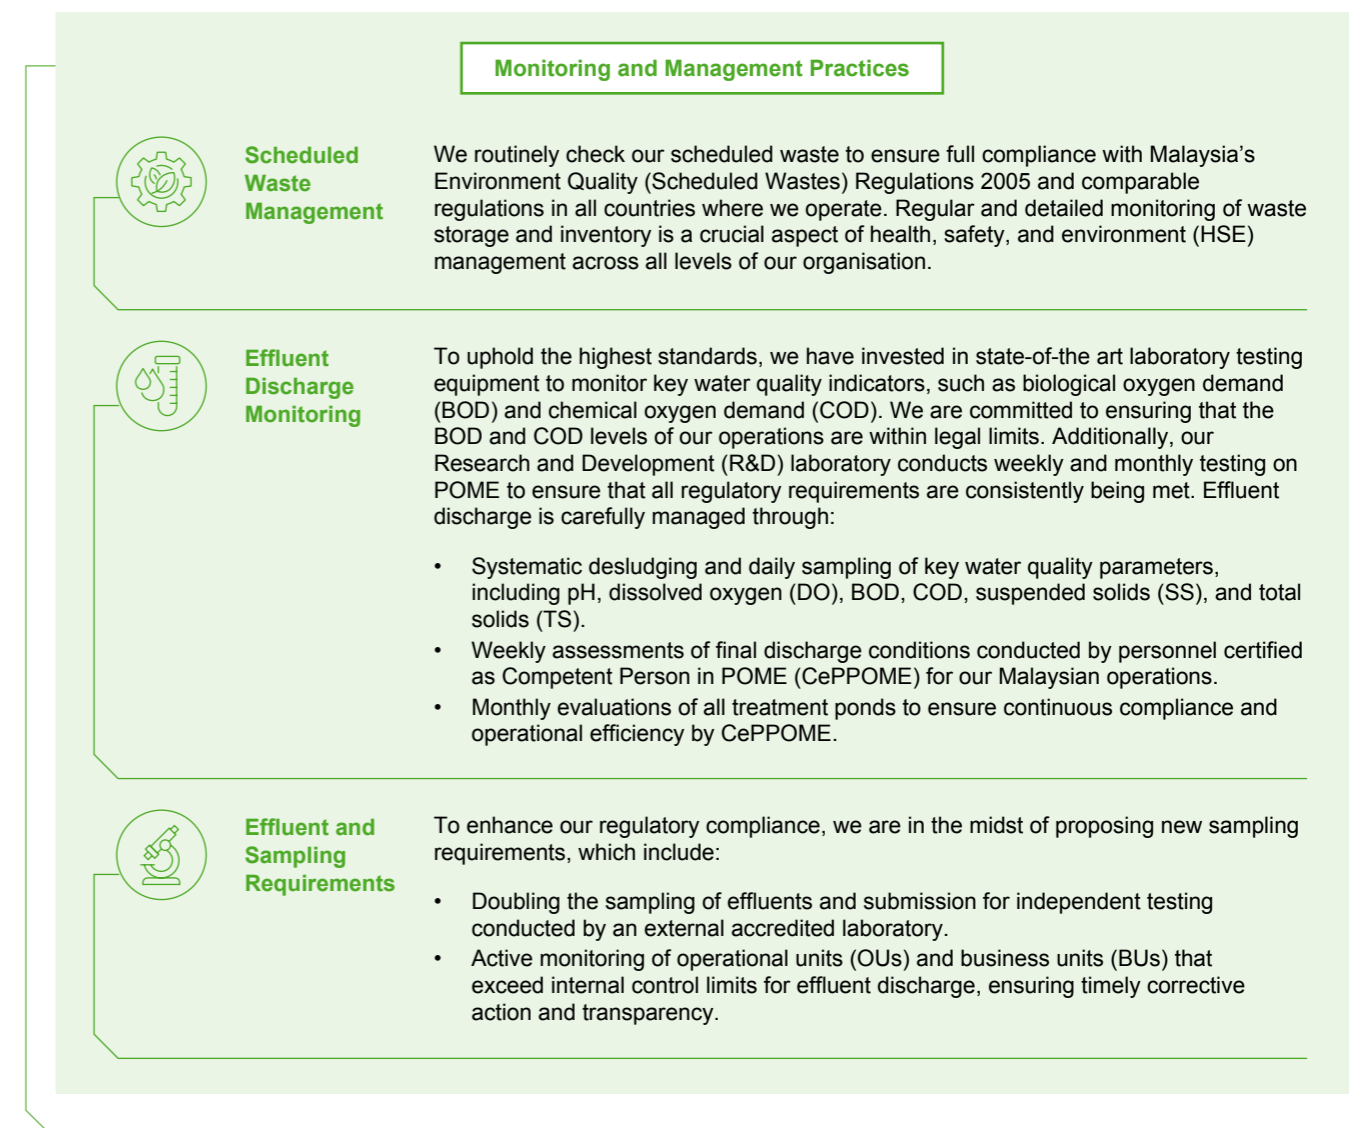 Monitoring and Management Practices
Scheduled
Waste
Management
We routinely check our scheduled waste to ensure full compliance with Malaysia’s
Environment Quality (Scheduled Wastes) Regulations 2005 and comparable
regulations in all countries where we operate. Regular and detailed monitoring of waste
storage and inventory is a crucial aspect of health, safety, and environment (HSE)
management across all levels of our organisation.
Effluent
Discharge
Monitoring
To uphold the highest standards, we have invested in state-of-the art laboratory testing
equipment to monitor key water quality indicators, such as biological oxygen demand
(BOD) and chemical oxygen demand (COD). We are committed to ensuring that the
BOD and COD levels of our operations are within legal limits. Additionally, our
Research and Development (R&D) laboratory conducts weekly and monthly testing on
POME to ensure that all regulatory requirements are consistently being met. Effluent
discharge is carefully managed through:
• Systematic desludging and daily sampling of key water quality parameters,
including pH, dissolved oxygen (DO), BOD, COD, suspended solids (SS), and total
solids (TS).
• Weekly assessments of final discharge conditions conducted by personnel certified
as Competent Person in POME (CePPOME) for our Malaysian operations.
• Monthly evaluations of all treatment ponds to ensure continuous compliance and
operational efficiency by CePPOME.
Effluent and
Sampling
Requirements
To enhance our regulatory compliance, we are in the midst of proposing new sampling
requirements, which include:
• Doubling the sampling of effluents and submission for independent testing
conducted by an external accredited laboratory.
• Active monitoring of operational units (OUs) and business units (BUs) that
exceed internal control limits for effluent discharge, ensuring timely corrective
action and transparency.